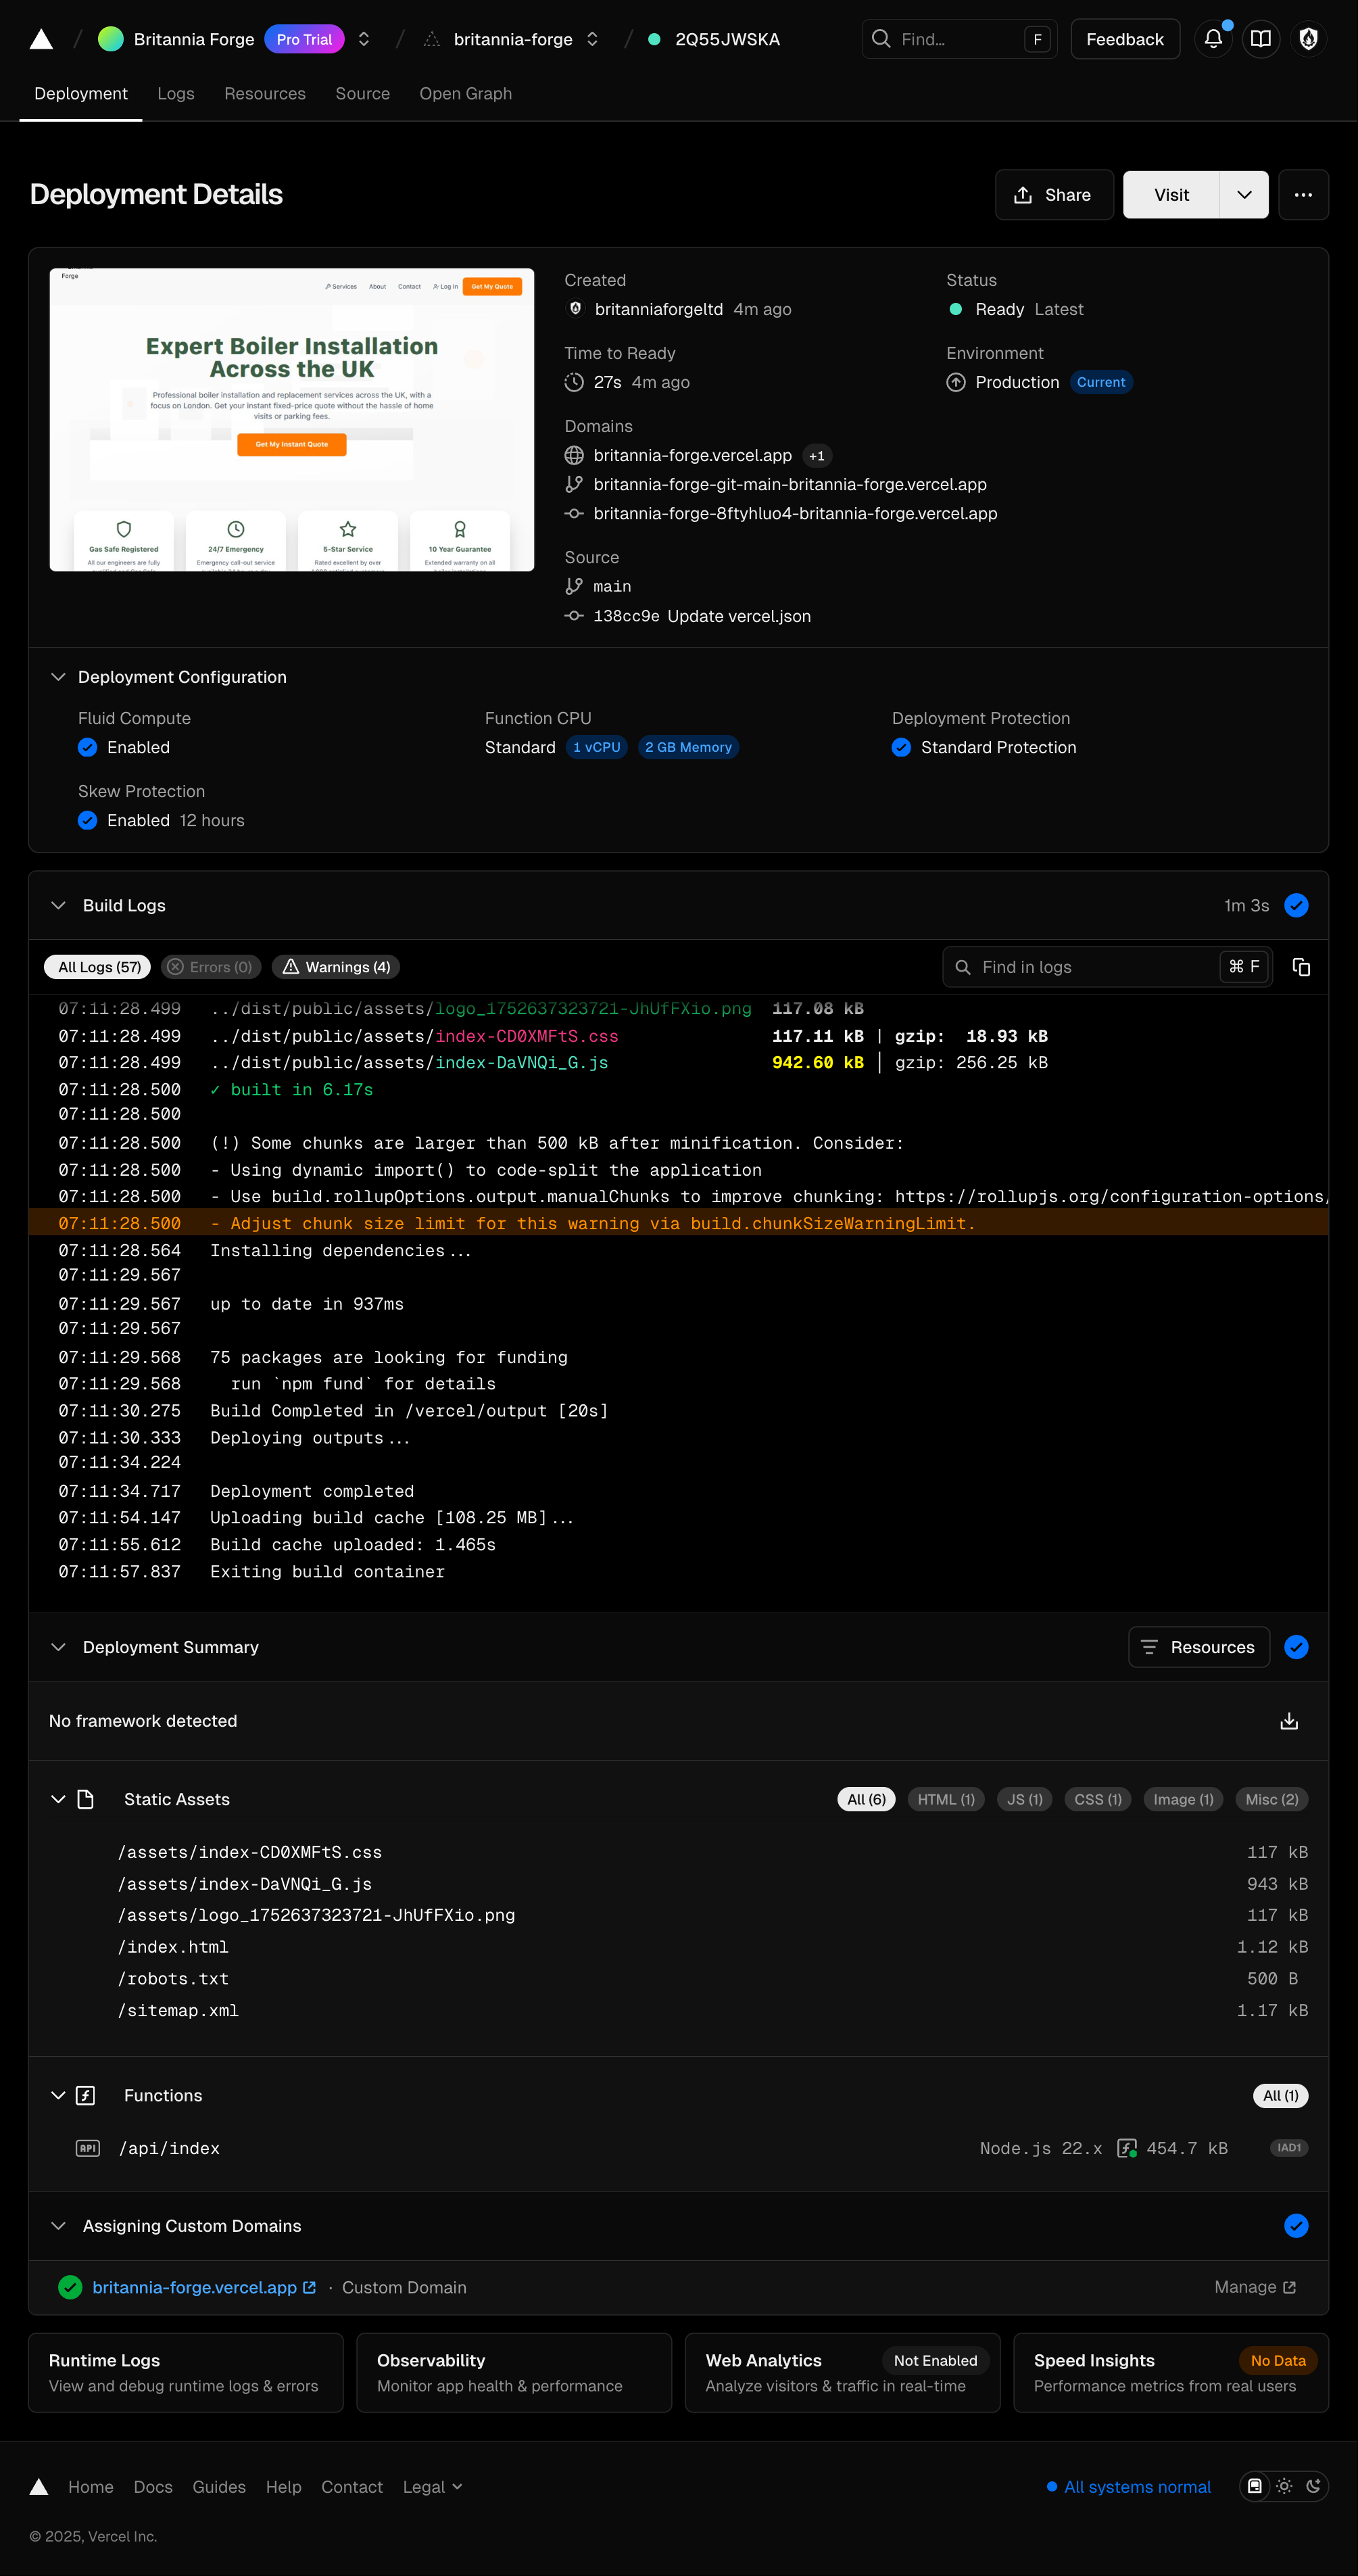 Britannia Forge Pro Trial britannia-forge 2Q55JWSKA Find... F Feedback
Deployment Logs Resources Source Open Graph
Deployment Details Share Visit
Forge
Services About Contact Log In Get My Quote
Expert Boiler Installation
Across the UK
Professional boiler installation and replacement services across the UK, with a
focus on London. Get your instant fixed-price quote without the hassle of home
visits or parking fees.
Get My Instant Quote
Gas Safe Registered 24/7 Emergency 5-Star Service 10 Year Guarantee
All our engineers are fully Emergency call-out service Rated excellent by over Extended warranty on all
Created Status
britanniaforgeltd 4m ago Ready Latest
Time to Ready Environment
27s 4m ago Production Current
Domains
britannia-forge.vercel.app +1
britannia-forge-git-main-britannia-forge.vercel.app
britannia-forge-8ftyhluo4-britannia-forge.vercel.app
Source
main
138cc9e Update vercel.json
Deployment Configuration
Fluid Compute Function CPU Deployment Protection
Enabled Standard 1 vCPU 2 GB Memory Standard Protection
Skew Protection
Enabled 12 hours
Build Logs 1m 3s
All Logs (57) Errors (0) Warnings (4) Find in logs ⌘ F
07:11:28.499 ../dist/public/assets/logo_1752637323721-JhUfFXio.png 117.08 kB
07:11:28.499 ../dist/public/assets/index-CD0XMFtS.css 117.11 kB | gzip: 18.93 kB
07:11:28.499 ../dist/public/assets/index-DaVNQi_G.js 942.60 kB │ gzip: 256.25 kB
07:11:28.500 ✓ built in 6.17s
07:11:28.500
07:11:28.500 (!) Some chunks are larger than 500 kB after minification. Consider:
07:11:28.500 - Using dynamic import() to code-split the application
07:11:28.500 - Use build.rollupOptions.output.manualChunks to improve chunking: https://rollupjs.org/configuration-options/
07:11:28.500 - Adjust chunk size limit for this warning via build.chunkSizeWarningLimit.
07:11:28.564 Installing dependencies...
07:11:29.567
07:11:29.567 up to date in 937ms
07:11:29.567
07:11:29.568 75 packages are looking for funding
07:11:29.568 run `npm fund` for details
07:11:30.275 Build Completed in /vercel/output [20s]
07:11:30.333 Deploying outputs...
07:11:34.224
07:11:34.717 Deployment completed
07:11:54.147 Uploading build cache [108.25 MB]...
07:11:55.612 Build cache uploaded: 1.465s
07:11:57.837 Exiting build container
Deployment Summary Resources
No framework detected
Static Assets All (6) HTML (1) JS (1) CSS (1) Image (1) Misc (2)
/assets/index-CD0XMFtS.css 117 kB
/assets/index-DaVNQi_G.js 943 kB
/assets/logo_1752637323721-JhUfFXio.png 117 kB
/index.html 1.12 kB
/robots.txt 500 B
/sitemap.xml 1.17 kB
Functions All (1)
API /api/index Node.js 22.x 454.7 kB IAD1
Assigning Custom Domains
britannia-forge.vercel.app · Custom Domain Manage
Runtime Logs Observability Web Analytics Not Enabled Speed Insights No Data
View and debug runtime logs & errors Monitor app health & performance Analyze visitors & traffic in real-time Performance metrics from real users
Home Docs Guides Help Contact Legal All systems normal
© 2025, Vercel Inc.